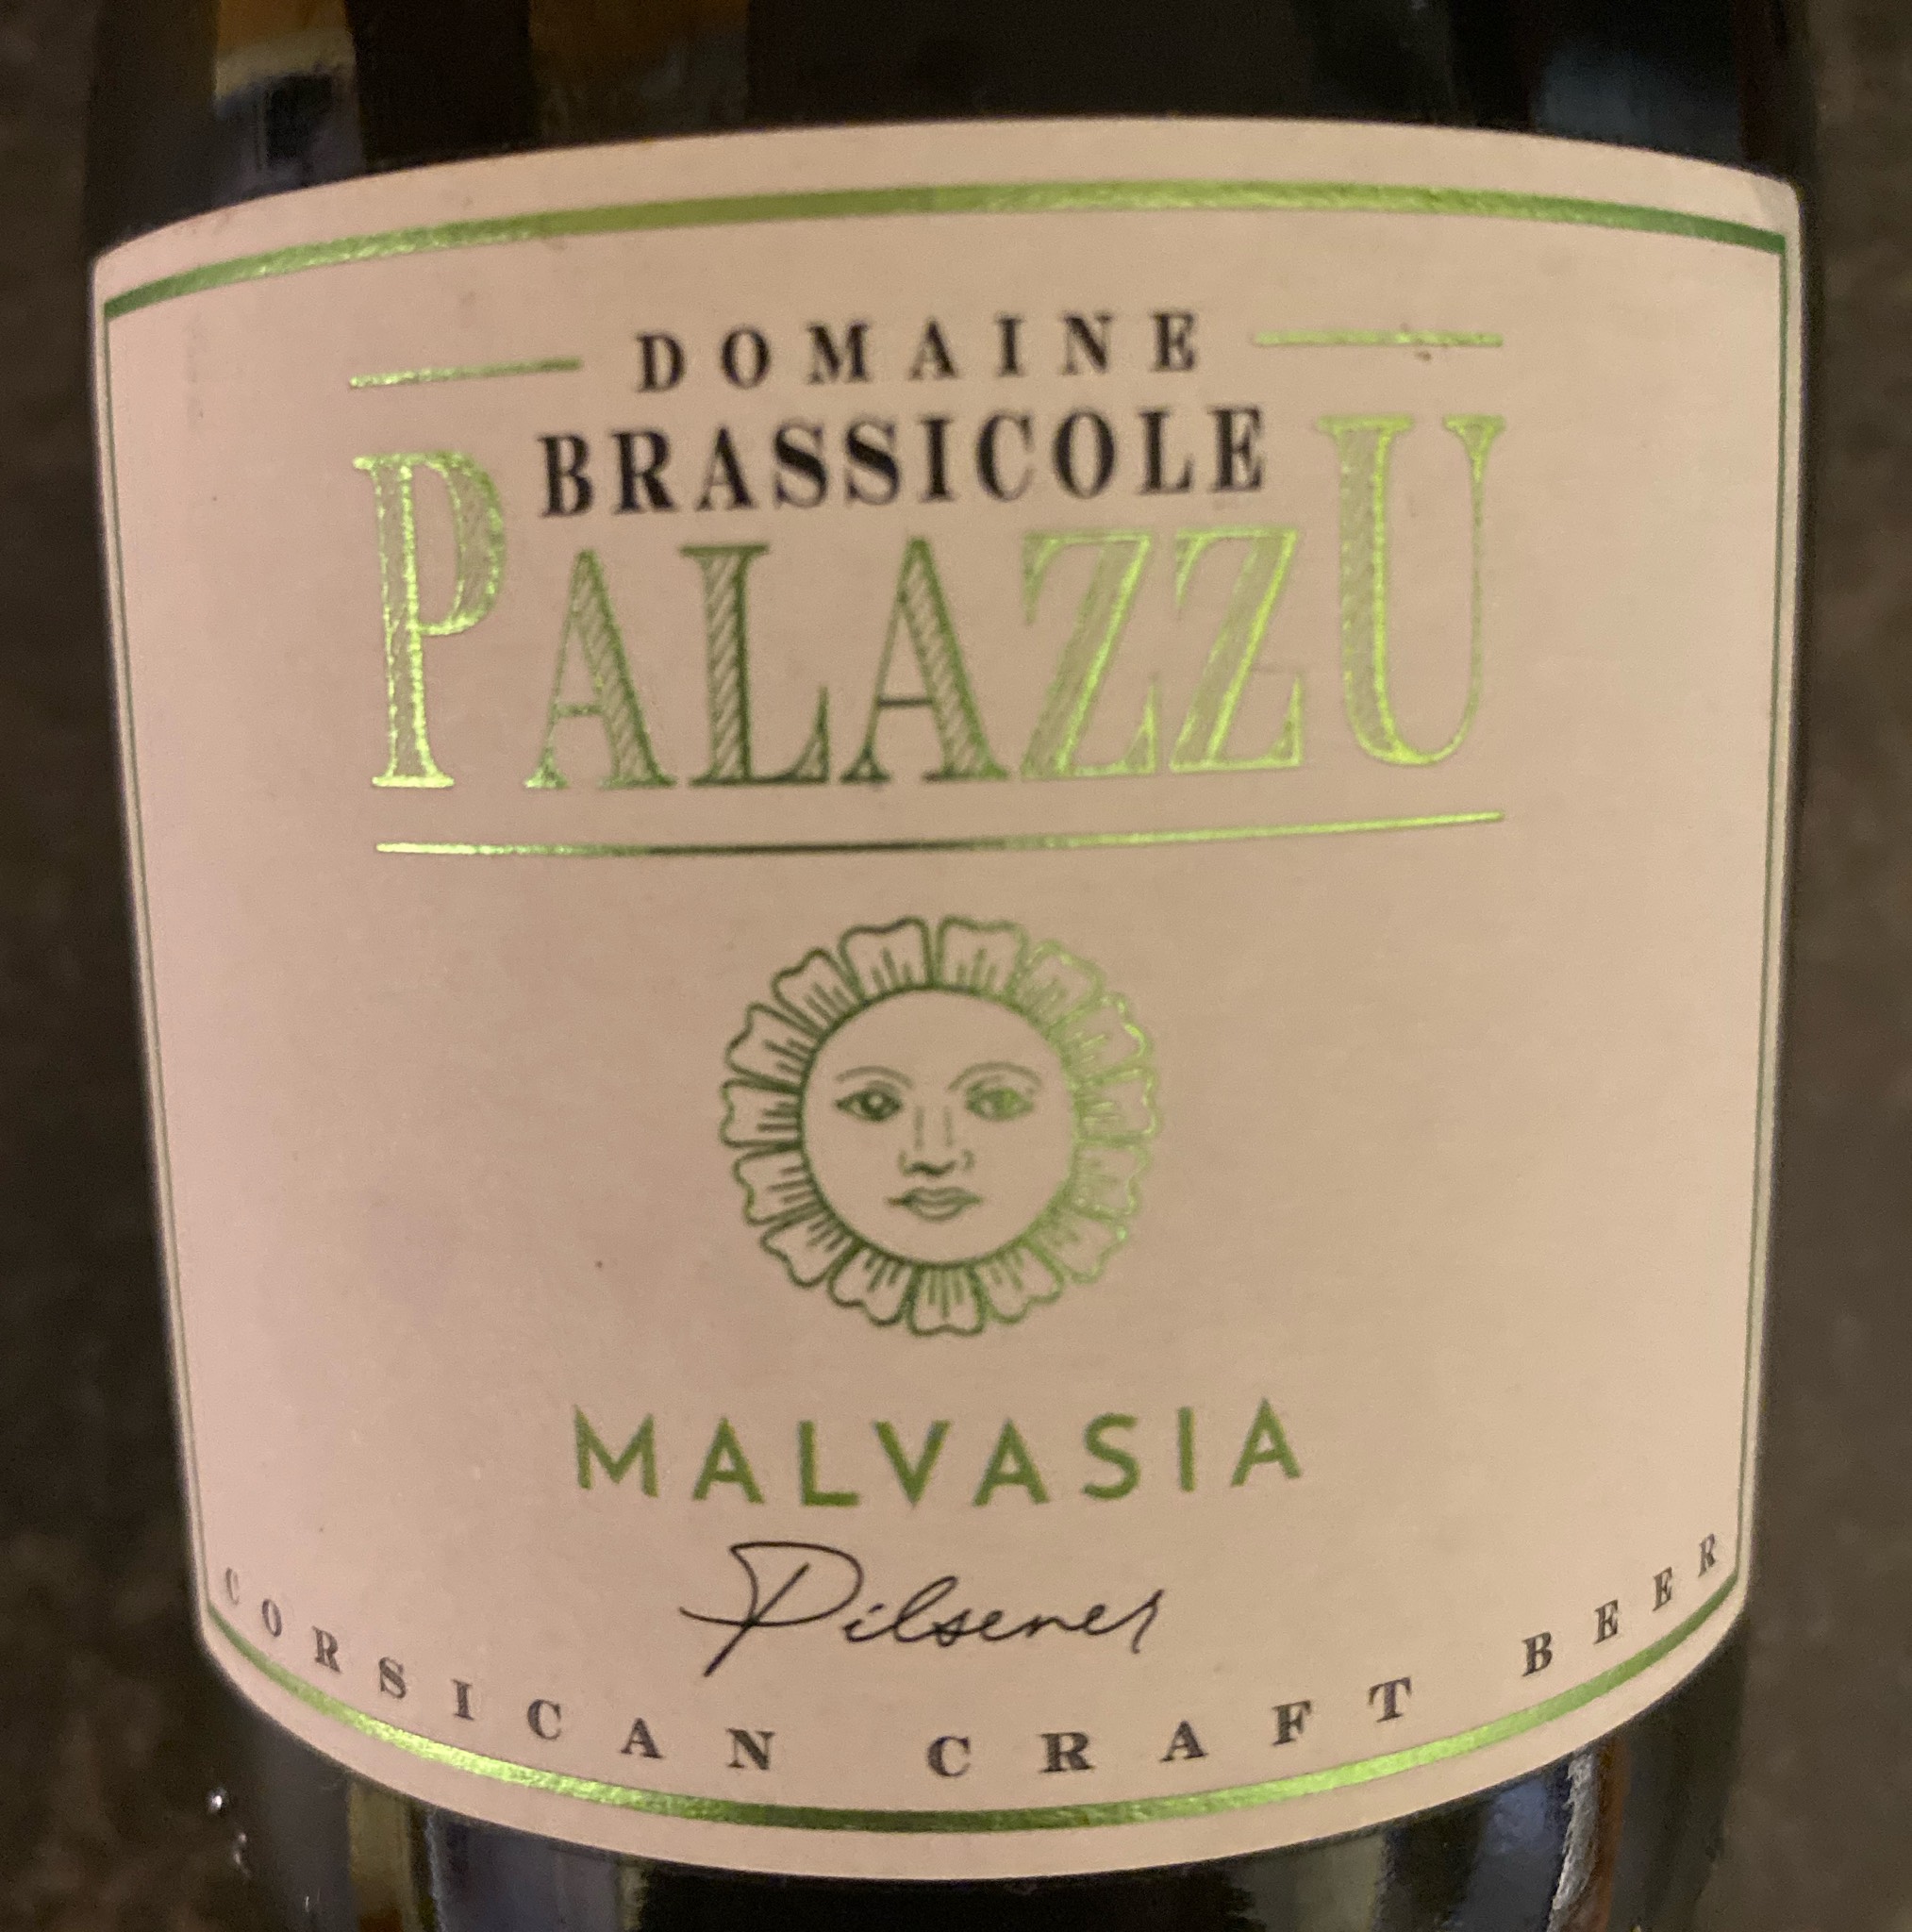 DOMAINE
BRASSICOLE
PALAZZU
MALVASIA
Pilsener
CORSICAN CRAFT BEER